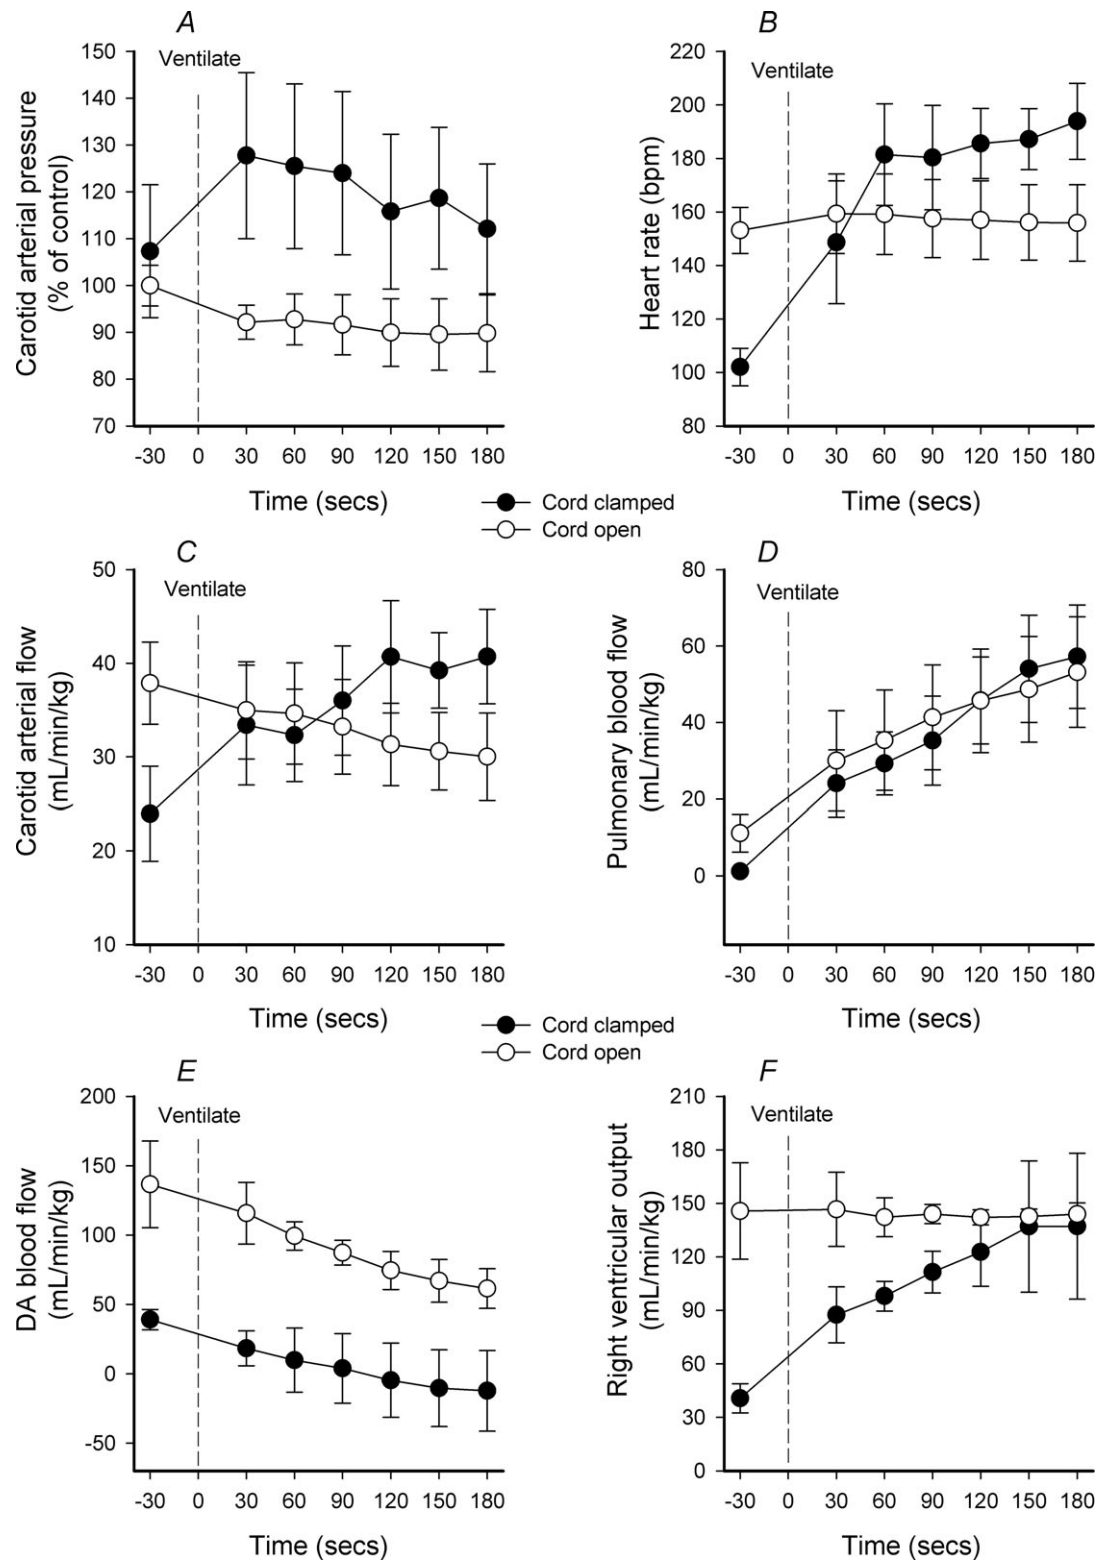 A
B
Ventilate
Ventilate
Carotid arterial pressure
(% of control)
150
140
130
120
110
100
90
80
70
-30 0 30 60 90 120 150 180
Time (secs)
Heart rate (bpm)
220
200
180
160
140
120
100
80
-30 0 30 60 90 120 150 180
Time (secs)
Cord clamped
Cord open
C
D
Ventilate
Ventilate
Carotid arterial flow
(mL/min/kg)
50
40
30
20
10
-30 0 30 60 90 120 150 180
Time (secs)
Pulmonary blood flow
(mL/min/kg)
80
60
40
20
0
-30 0 30 60 90 120 150 180
Time (secs)
Cord clamped
Cord open
E
F
Ventilate
Ventilate
DA blood flow
(mL/min/kg)
200
150
100
50
0
-50
-30 0 30 60 90 120 150 180
Time (secs)
Right ventricular output
(mL/min/kg)
210
180
150
120
90
60
30
0
-30 0 30 60 90 120 150 180
Time (secs)